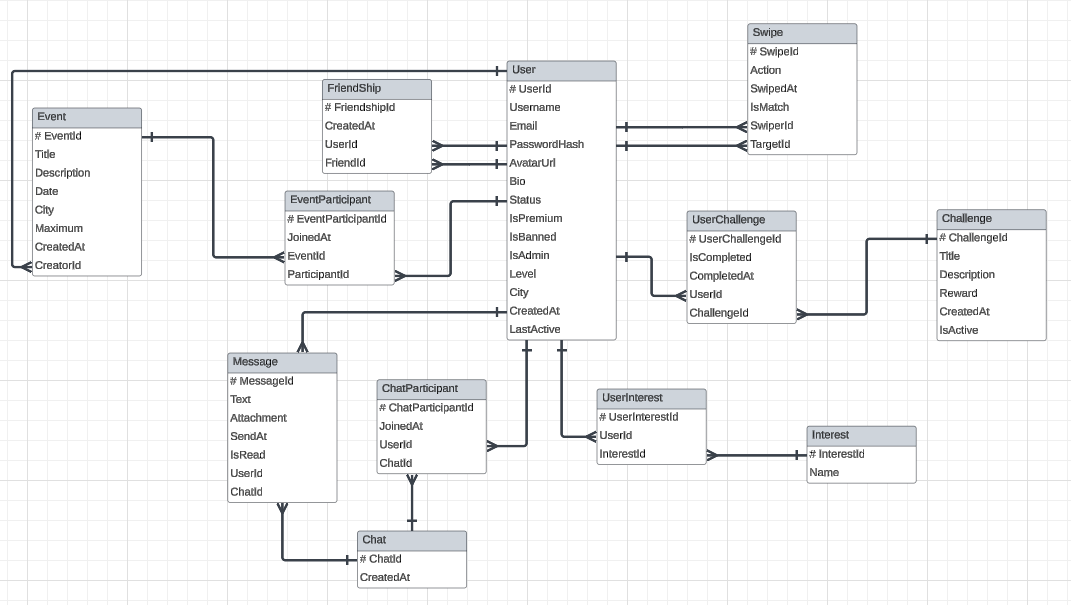 Swipe
# SwipeId
Action
SwipedAt
IsMatch
SwiperId
TargetId
User
# UserId
Username
Email
PasswordHash
AvatarUrl
Bio
Status
IsPremium
IsBanned
IsAdmin
Level
City
CreatedAt
LastActive
FriendShip
# FriendshipId
CreatedAt
UserId
FriendId
Event
# EventId
Title
Description
Date
City
Maximum
CreatedAt
CreatorId
EventParticipant
# EventParticipantId
JoinedAt
EventId
ParticipantId
UserChallenge
# UserChallengeId
IsCompleted
CompletedAt
UserId
ChallengeId
Challenge
# ChallengeId
Title
Description
Reward
CreatedAt
IsActive
Message
# MessageId
Text
Attachment
SendAt
IsRead
UserId
ChatId
ChatParticipant
# ChatParticipantId
JoinedAt
UserId
ChatId
UserInterest
# UserInterestId
UserId
InterestId
Interest
# InterestId
Name
Chat
# ChatId
CreatedAt